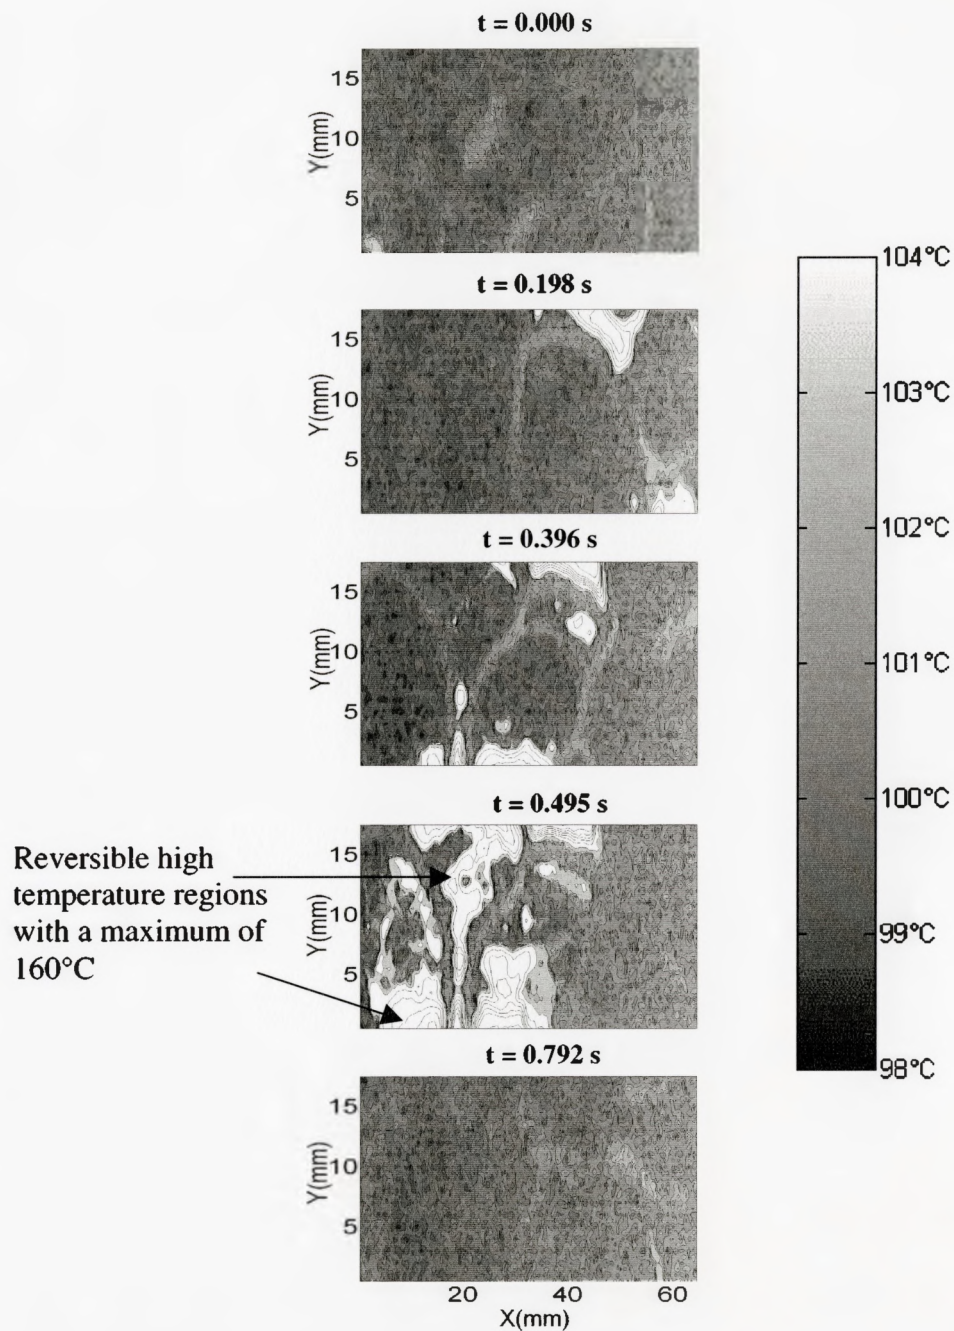 t = 0.000 s
15
10
5
Y(mm)
t = 0.198 s
15
10
5
Y(mm)
t = 0.396 s
15
10
5
Y(mm)
t = 0.495 s
15
10
5
Y(mm)
Reversible high
temperature regions
with a maximum of
160°C
t = 0.792 s
15
10
5
Y(mm)
20 40 60
X(mm)
104°C
103°C
102°C
101°C
100°C
99°C
98°C